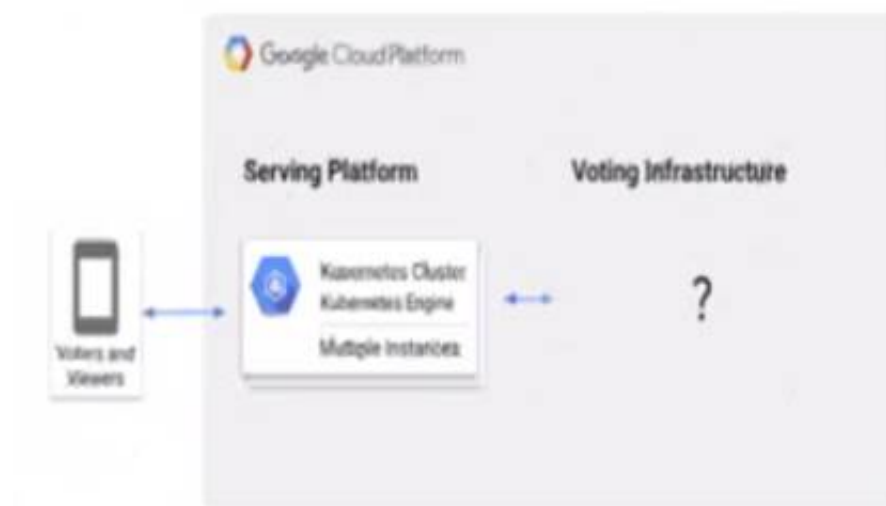 Google Cloud Platform
Serving Platform
Voting Infrastructure
Kubernetes Cluster
Kubernetes Engine
Multiple Instances
Voters and
Viewers
?